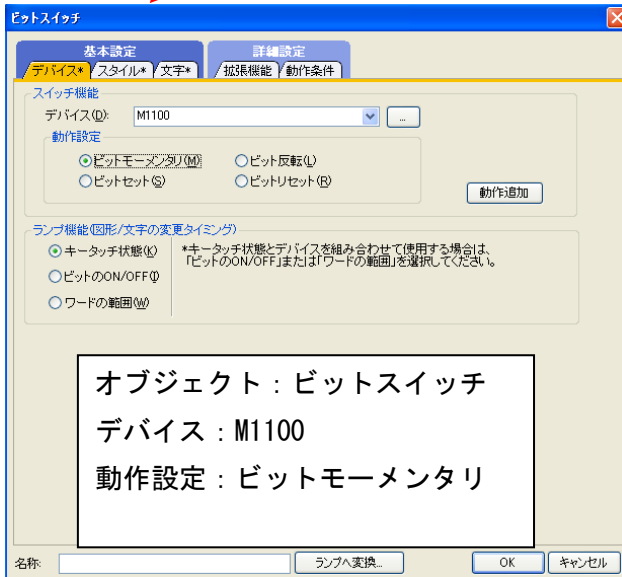 ビットスイッチ
基本設定 詳細設定
デバイス* スタイル* 文字* 拡張機能 動作条件
スイッチ機能
デバイス(D): M1100 ...
動作設定
ビットモーメンタリ(M) ビット反転(L)
ビットセット(S) ビットリセット(R)
動作追加
ランプ機能(図形/文字の変更タイミング)
キータッチ状態(K) *キータッチ状態とデバイスを組み合わせて使用する場合は、
「ビットのON/OFF」または「ワードの範囲」を選択してください。
ビットのON/OFF(I)
ワードの範囲(W)
オブジェクト：ビットスイッチ
デバイス：M1100
動作設定：ビットモーメンタリ
名称: ランプへ変換... OK キャンセル